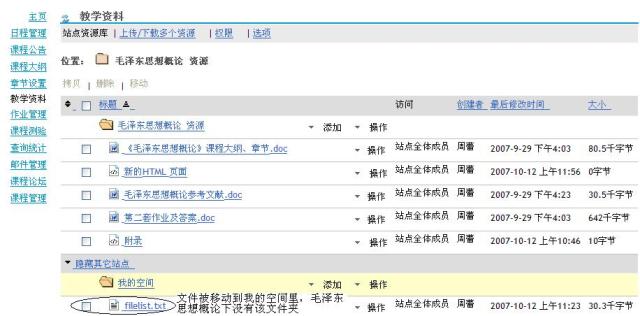 主页
日程管理
课程公告
课程大纲
章节设置
教学资料
作业管理
课程测验
查询统计
邮件管理
课程论坛
课程管理
教学资料
站点资源库 | 上传/下载多个资源 | 权限 | 选项
位置： 毛泽东思想概论 资源
拷贝 | 删除 | 移动
标题 访问 创建者 最后修改时间 大小
毛泽东思想概论 资源 添加 操作
《毛泽东思想概论》课程大纲、章节.doc 操作 站点全体成员 周蕾 2007-9-29 下午4:03 80.5千字节
新的HTML 页面 操作 站点全体成员 周蕾 2007-10-12 上午11:56 0字节
毛泽东思想概论参考文献.doc 操作 站点全体成员 周蕾 2007-9-29 下午4:23 30.5千字节
第二套作业及答案.doc 操作 站点全体成员 周蕾 2007-9-29 下午4:03 642千字节
附录 操作 站点全体成员 周蕾 2007-10-12 上午10:46 10字节
隐藏其它站点
我的空间 添加 操作
filelist.txt 操作 站点全体成员 周蕾 2007-10-12 上午11:23 30.3千字节
文件被移动到我的空间里，毛泽东
思想概论下没有该文件夹